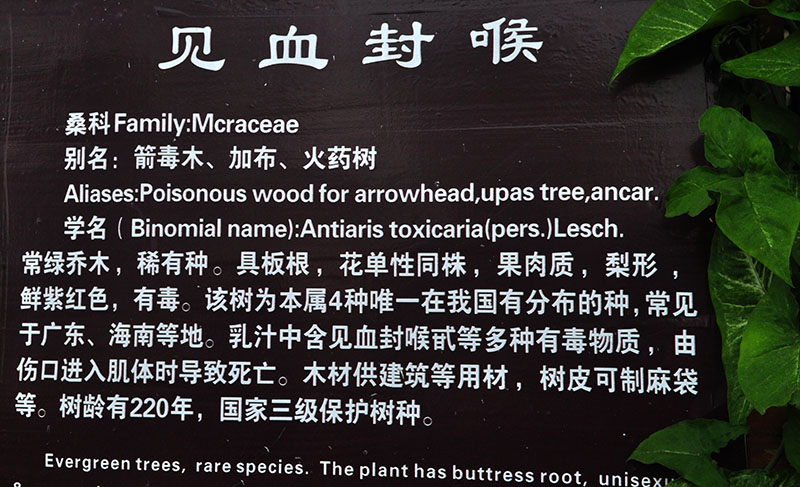 见血封喉
桑科Family:Mcraceae
别名：箭毒木、加布、火药树
Aliases:Poisonous wood for arrowhead,upas tree,ancar.
学名（Binomial name):Antiaris toxicaria(pers.)Lesch.
常绿乔木，稀有种。具板根，花单性同株，果肉质，梨形，
鲜紫红色，有毒。该树为本属4种唯一在我国有分布的种,常见
于广东、海南等地。乳汁中含见血封喉甙等多种有毒物质，由
伤口进入肌体时导致死亡。木材供建筑等用材，树皮可制麻袋
等。树龄有220年，国家三级保护树种。
Evergreen trees, rare species. The plant has buttress root,